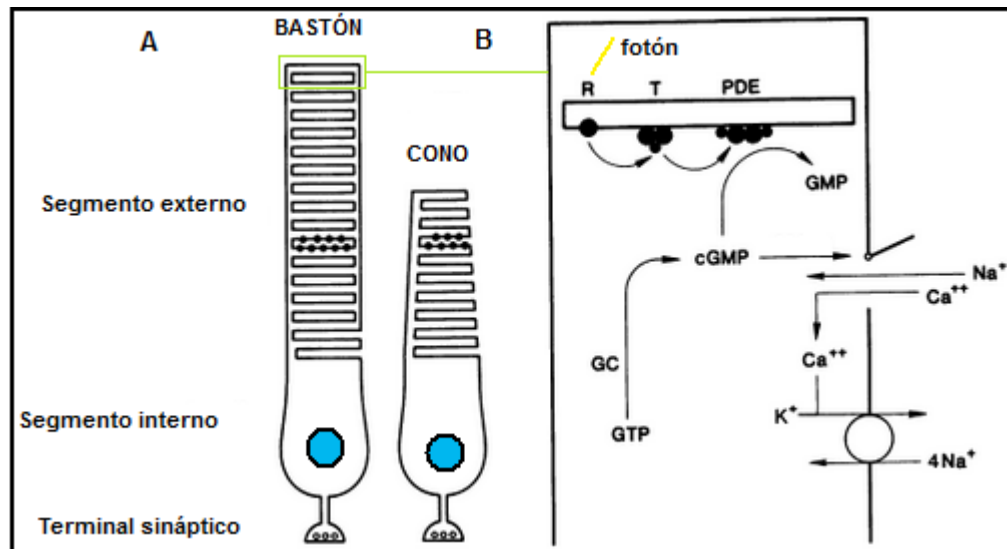 A
BASTÓN
B
fotón
R T PDE
CONO
GMP
Segmento externo
cGMP
Na⁺
Ca⁺⁺
Ca⁺⁺
GC
Segmento interno
K⁺
GTP
4Na⁺
Terminal sináptico